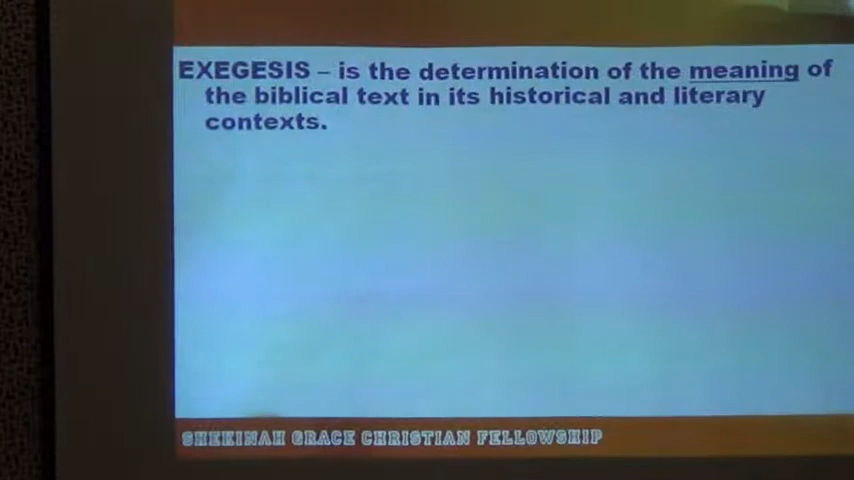 EXEGESIS – is the determination of the meaning of
the biblical text in its historical and literary
contexts.
SHEKINAH GRACE CHRISTIAN FELLOWSHIP